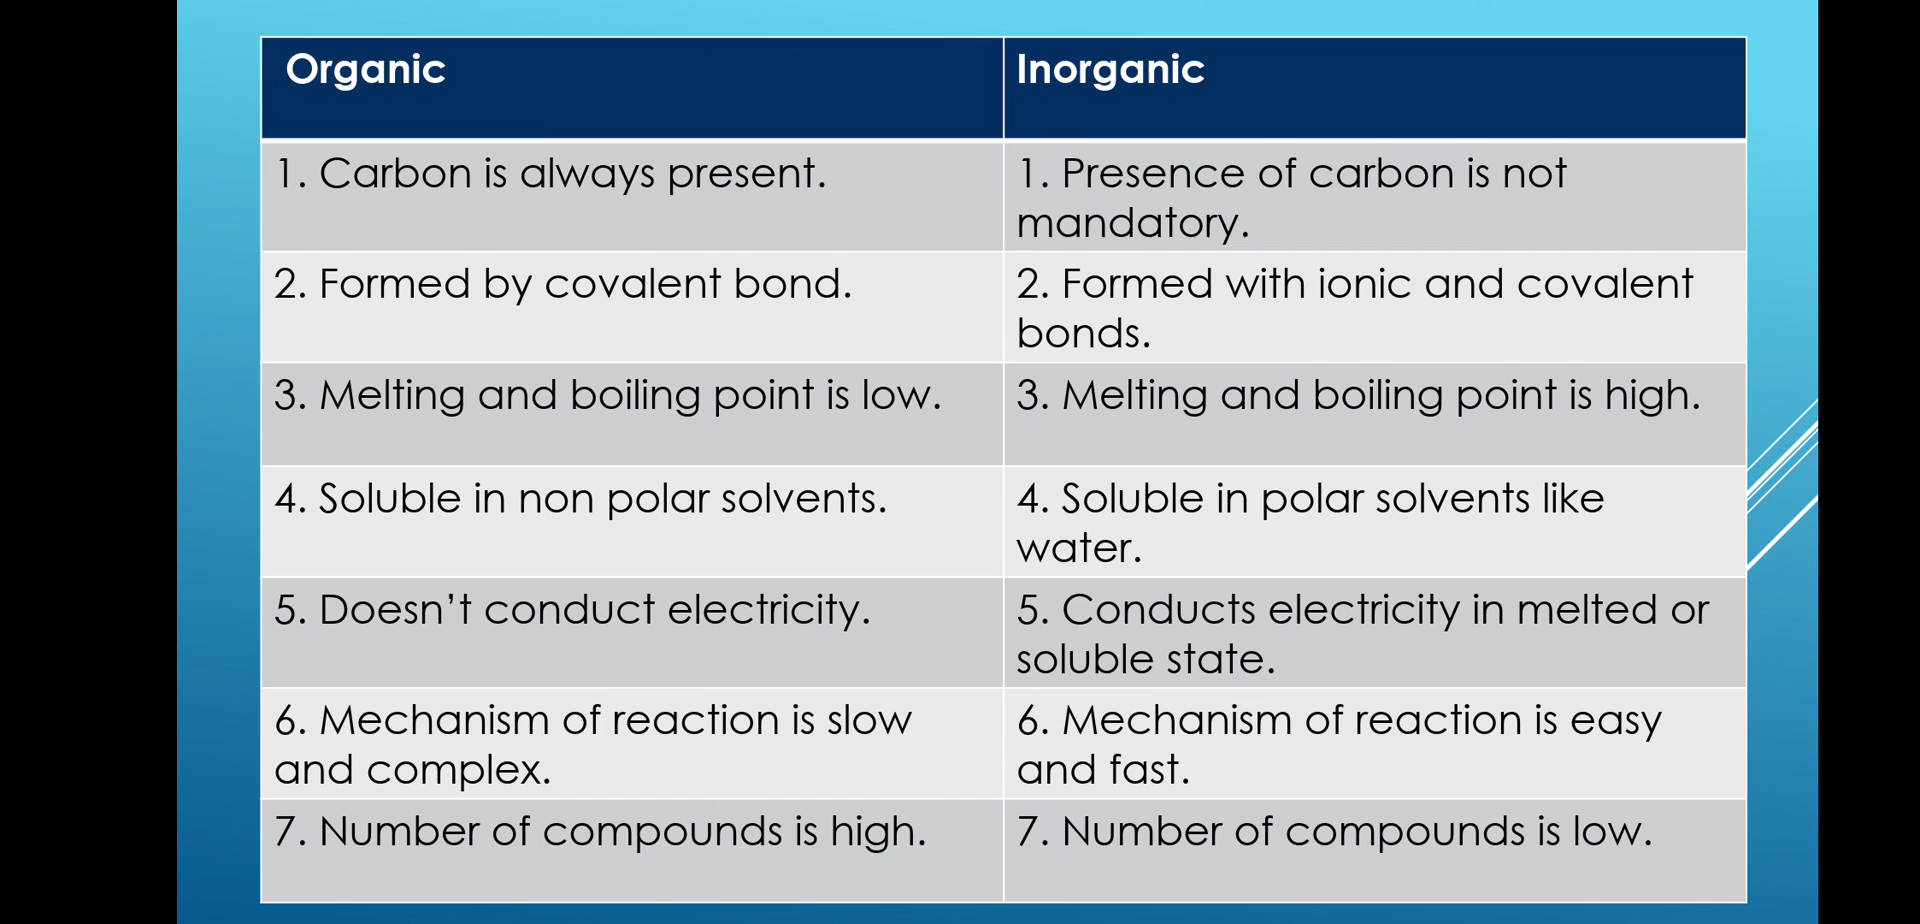 Organic
Inorganic
1. Carbon is always present.
1. Presence of carbon is not
mandatory.
2. Formed by covalent bond.
2. Formed with ionic and covalent
bonds.
3. Melting and boiling point is low.
3. Melting and boiling point is high.
4. Soluble in non polar solvents.
4. Soluble in polar solvents like
water.
5. Doesn’t conduct electricity.
5. Conducts electricity in melted or
soluble state.
6. Mechanism of reaction is slow
and complex.
6. Mechanism of reaction is easy
and fast.
7. Number of compounds is high.
7. Number of compounds is low.